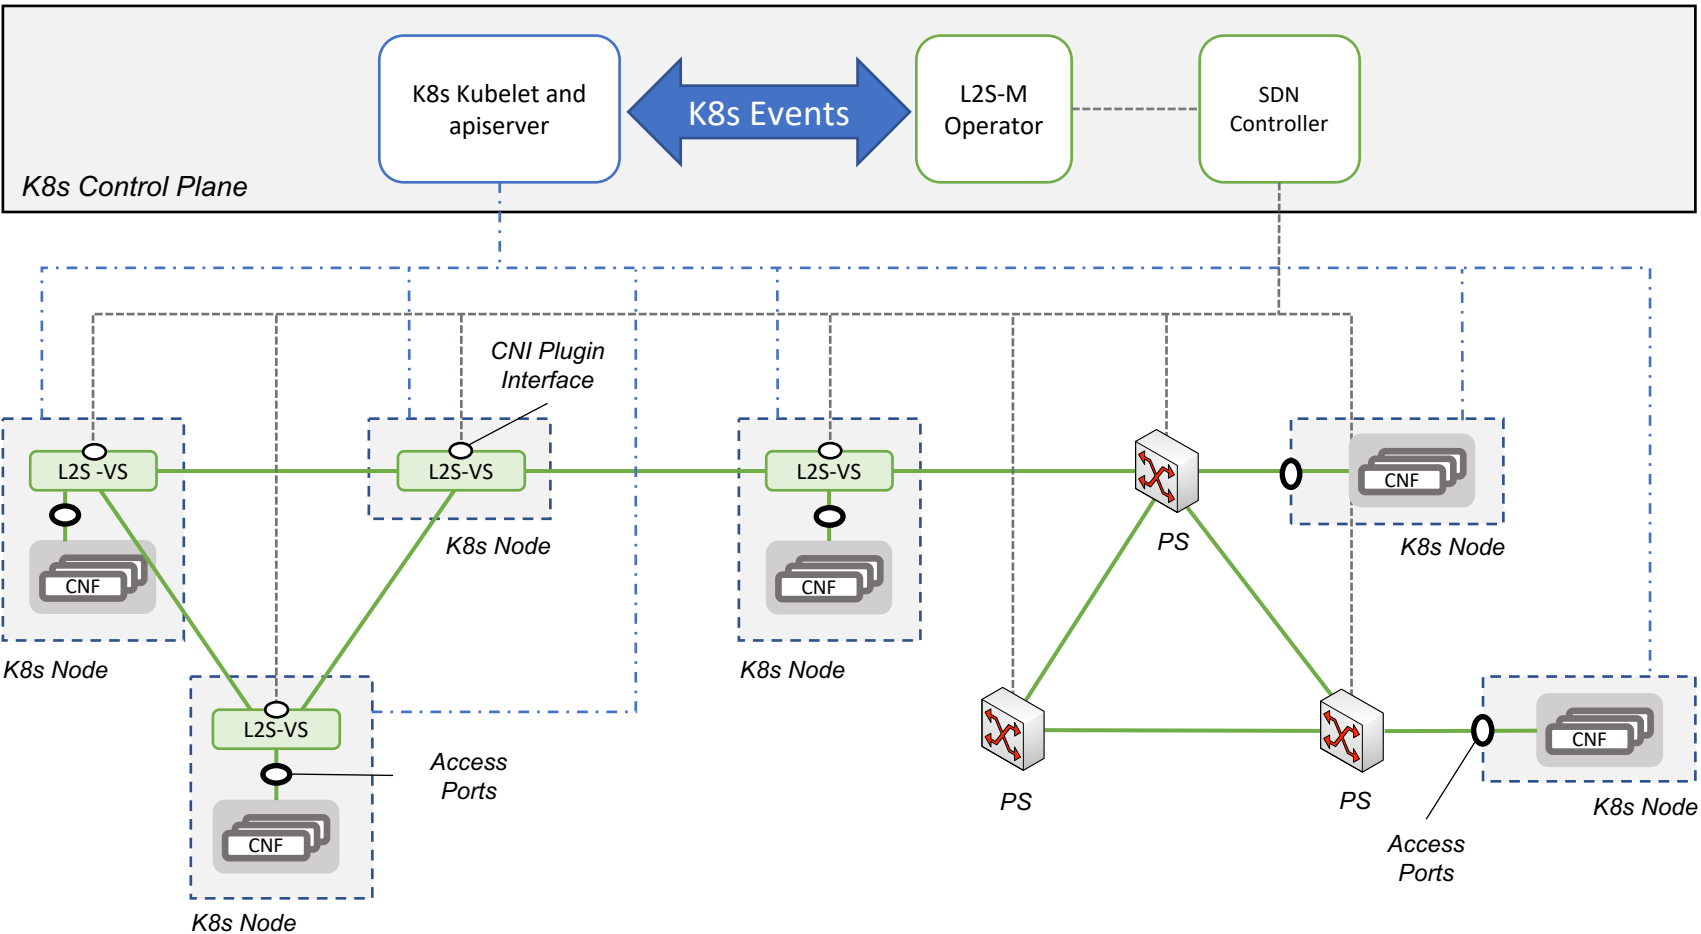 K8s Kubelet and
apiserver
K8s Events
L2S-M
Operator
SDN
Controller
K8s Control Plane
CNI Plugin
Interface
L2S -VS
L2S-VS
L2S-VS
CNF
CNF
CNF
PS
K8s Node
K8s Node
K8s Node
K8s Node
L2S-VS
CNF
Access
Ports
K8s Node
PS
PS
CNF
K8s Node
Access
Ports